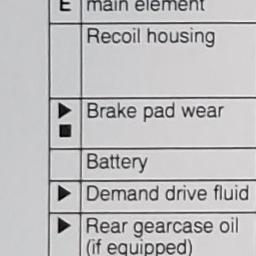 E main element
Recoil housing
▶ Brake pad wear
■
Battery
▶ Demand drive fluid
▶ Rear gearcase oil
(if equipped)